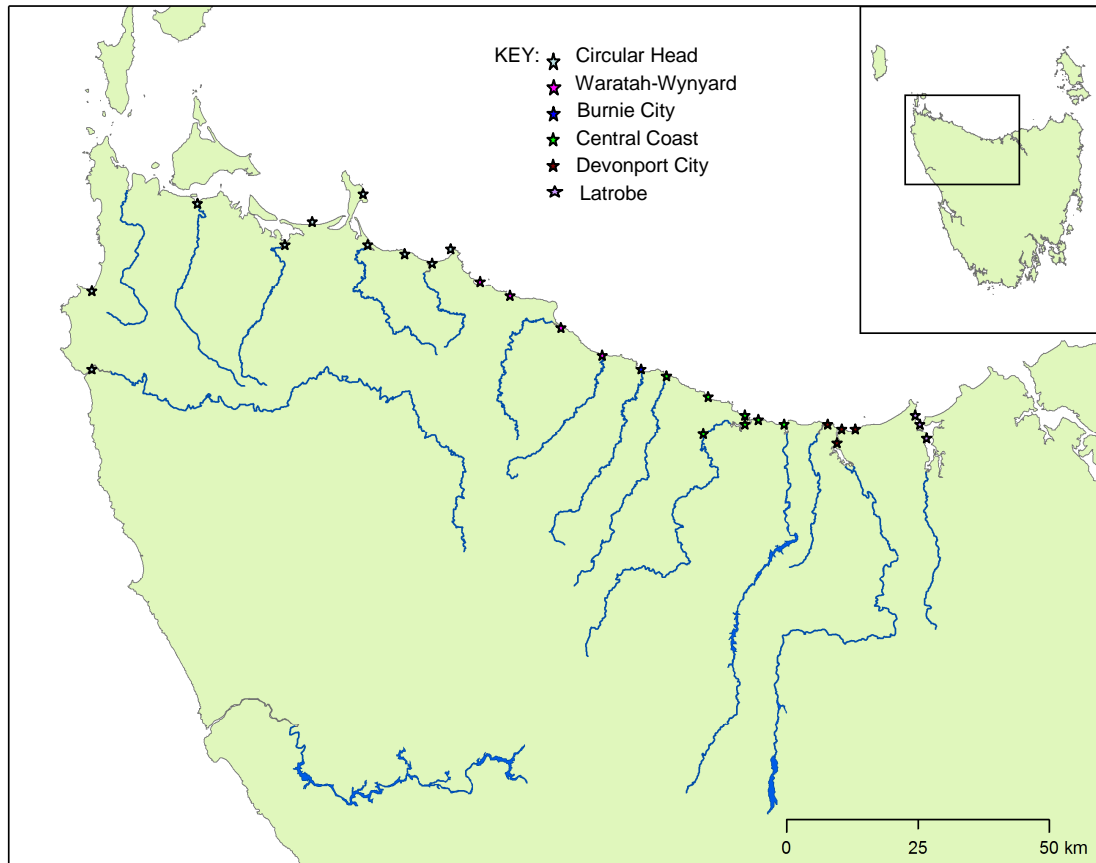 KEY: Circular Head
Waratah-Wynyard
Burnie City
Central Coast
Devonport City
Latrobe
0 25 50 km